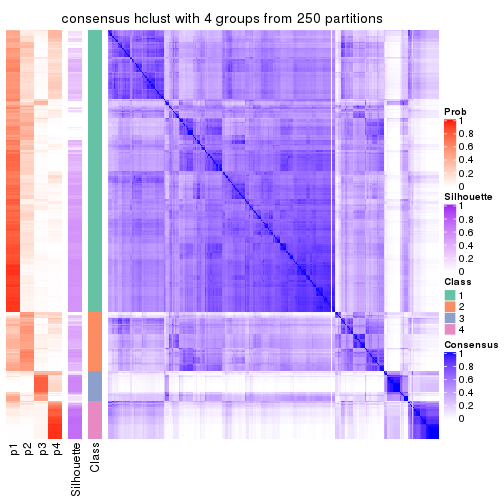 consensus hclust with 4 groups from 250 partitions
Prob
1
0.8
0.6
0.4
0.2
0
Silhouette
1
0.8
0.6
0.4
0.2
0
Class
1
2
3
4
Consensus
1
0.8
0.6
0.4
0.2
0
p1
p2
p3
p4
Silhouette
Class